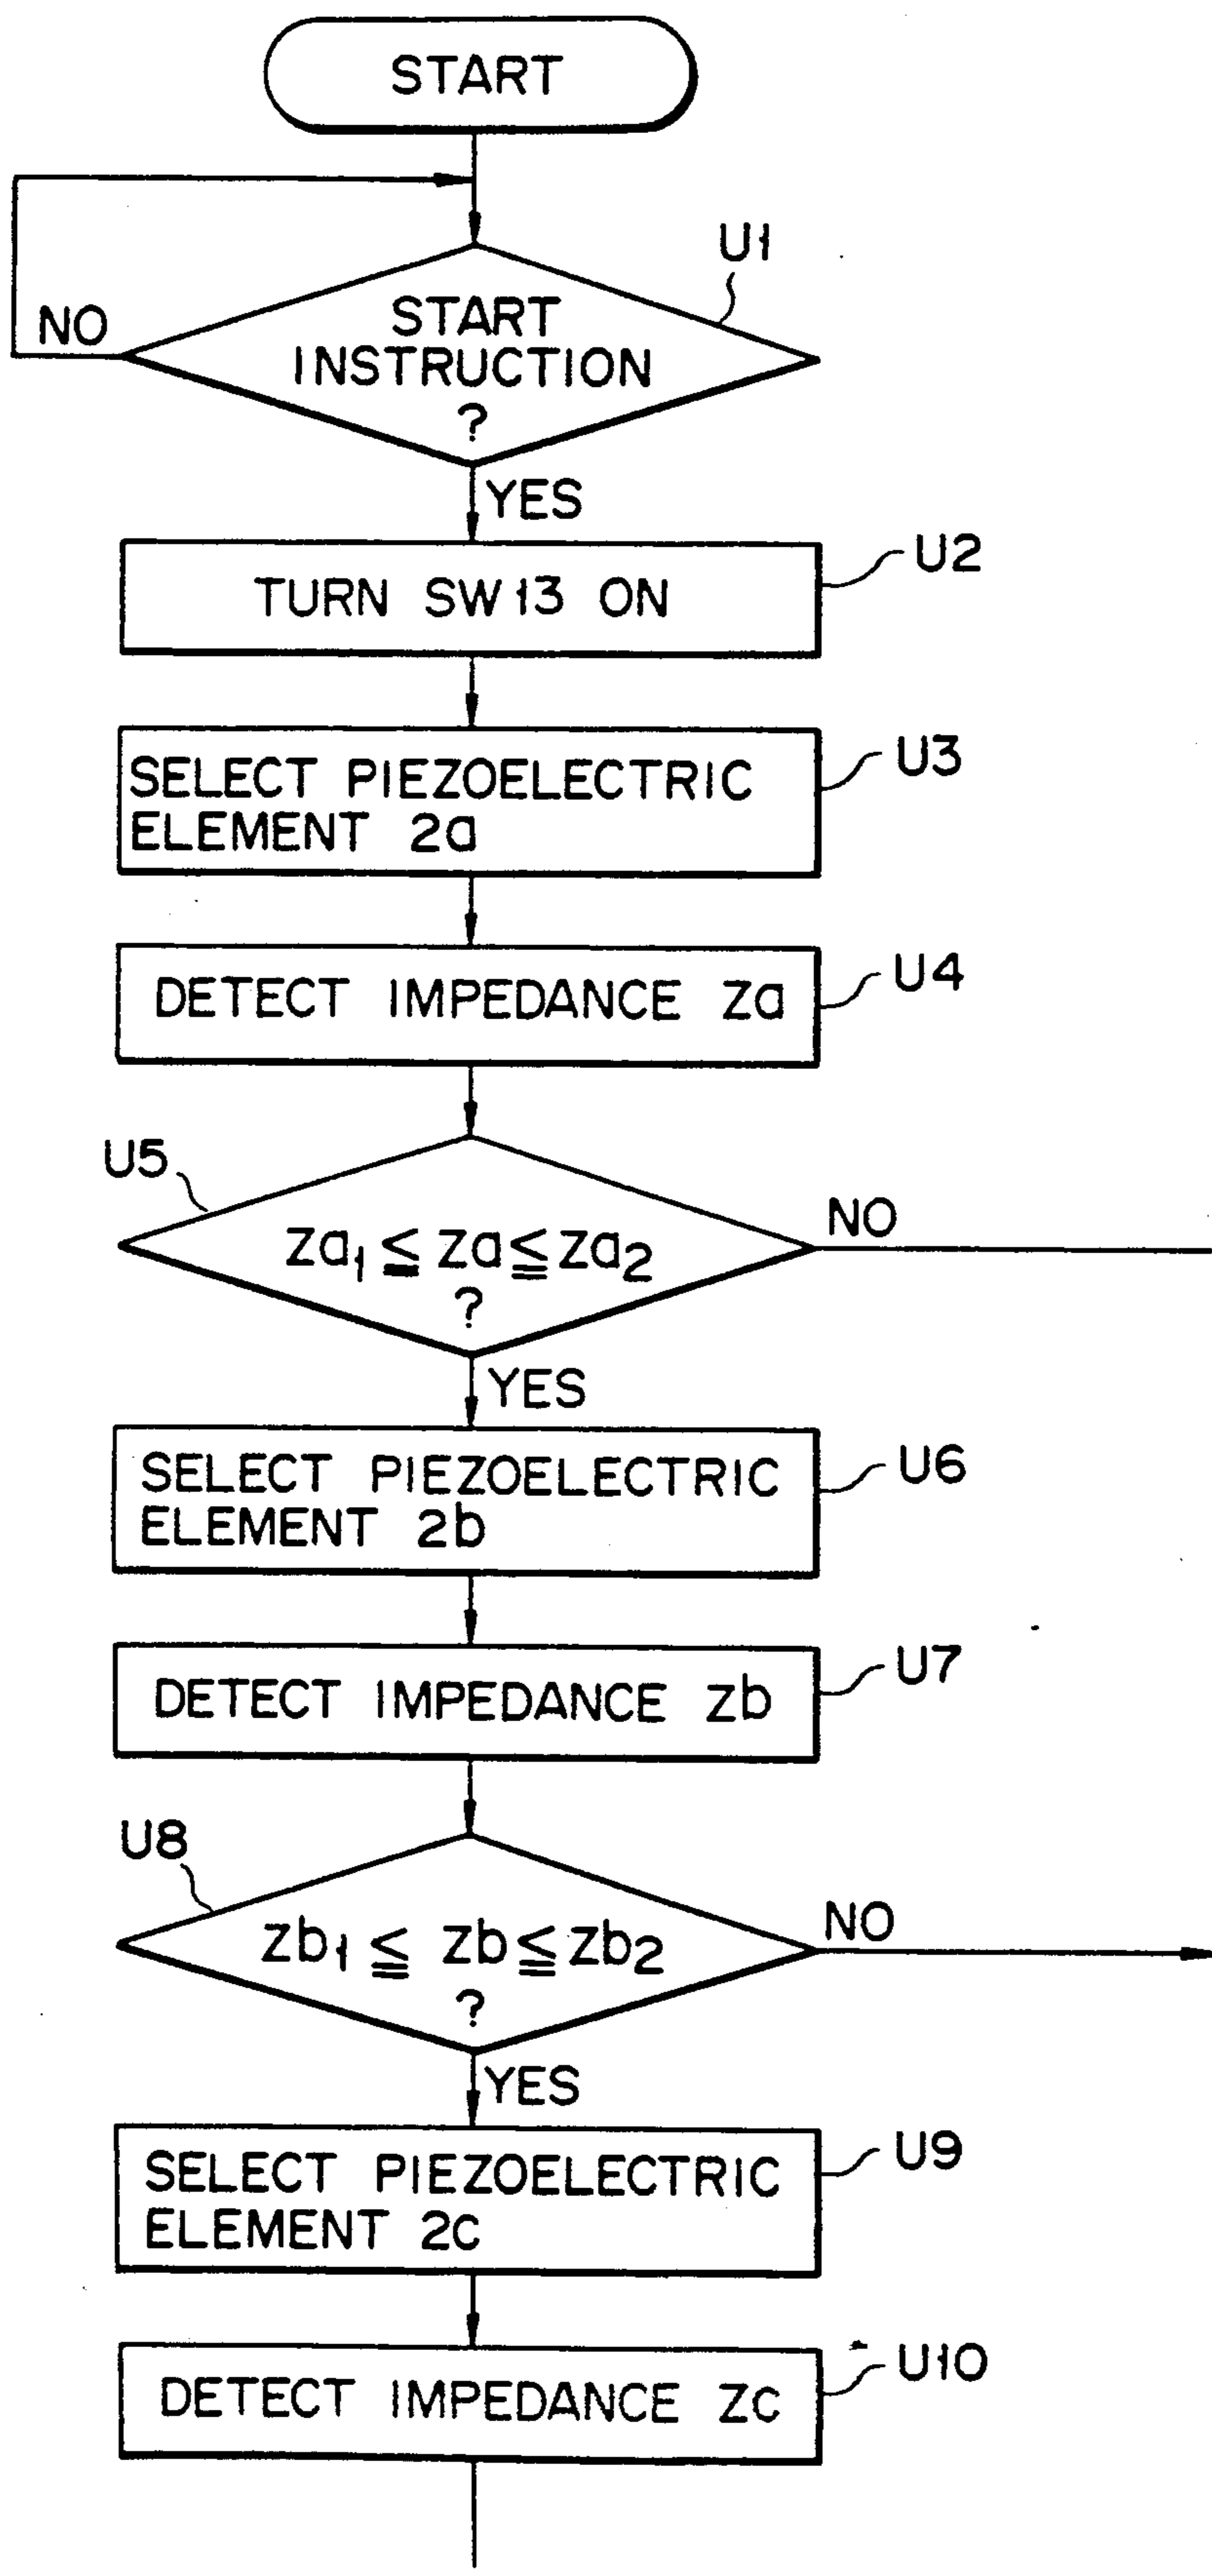 START
U1
START
INSTRUCTION
?
NO
YES
U2
TURN SW13 ON
U3
SELECT PIEZOELECTRIC
ELEMENT 2a
U4
DETECT IMPEDANCE Za
U5
Za₁ ≦ Za ≦ Za₂
?
NO
YES
U6
SELECT PIEZOELECTRIC
ELEMENT 2b
U7
DETECT IMPEDANCE Zb
U8
Zb₁ ≦ Zb ≦ Zb₂
?
NO
YES
U9
SELECT PIEZOELECTRIC
ELEMENT 2c
U10
DETECT IMPEDANCE Zc